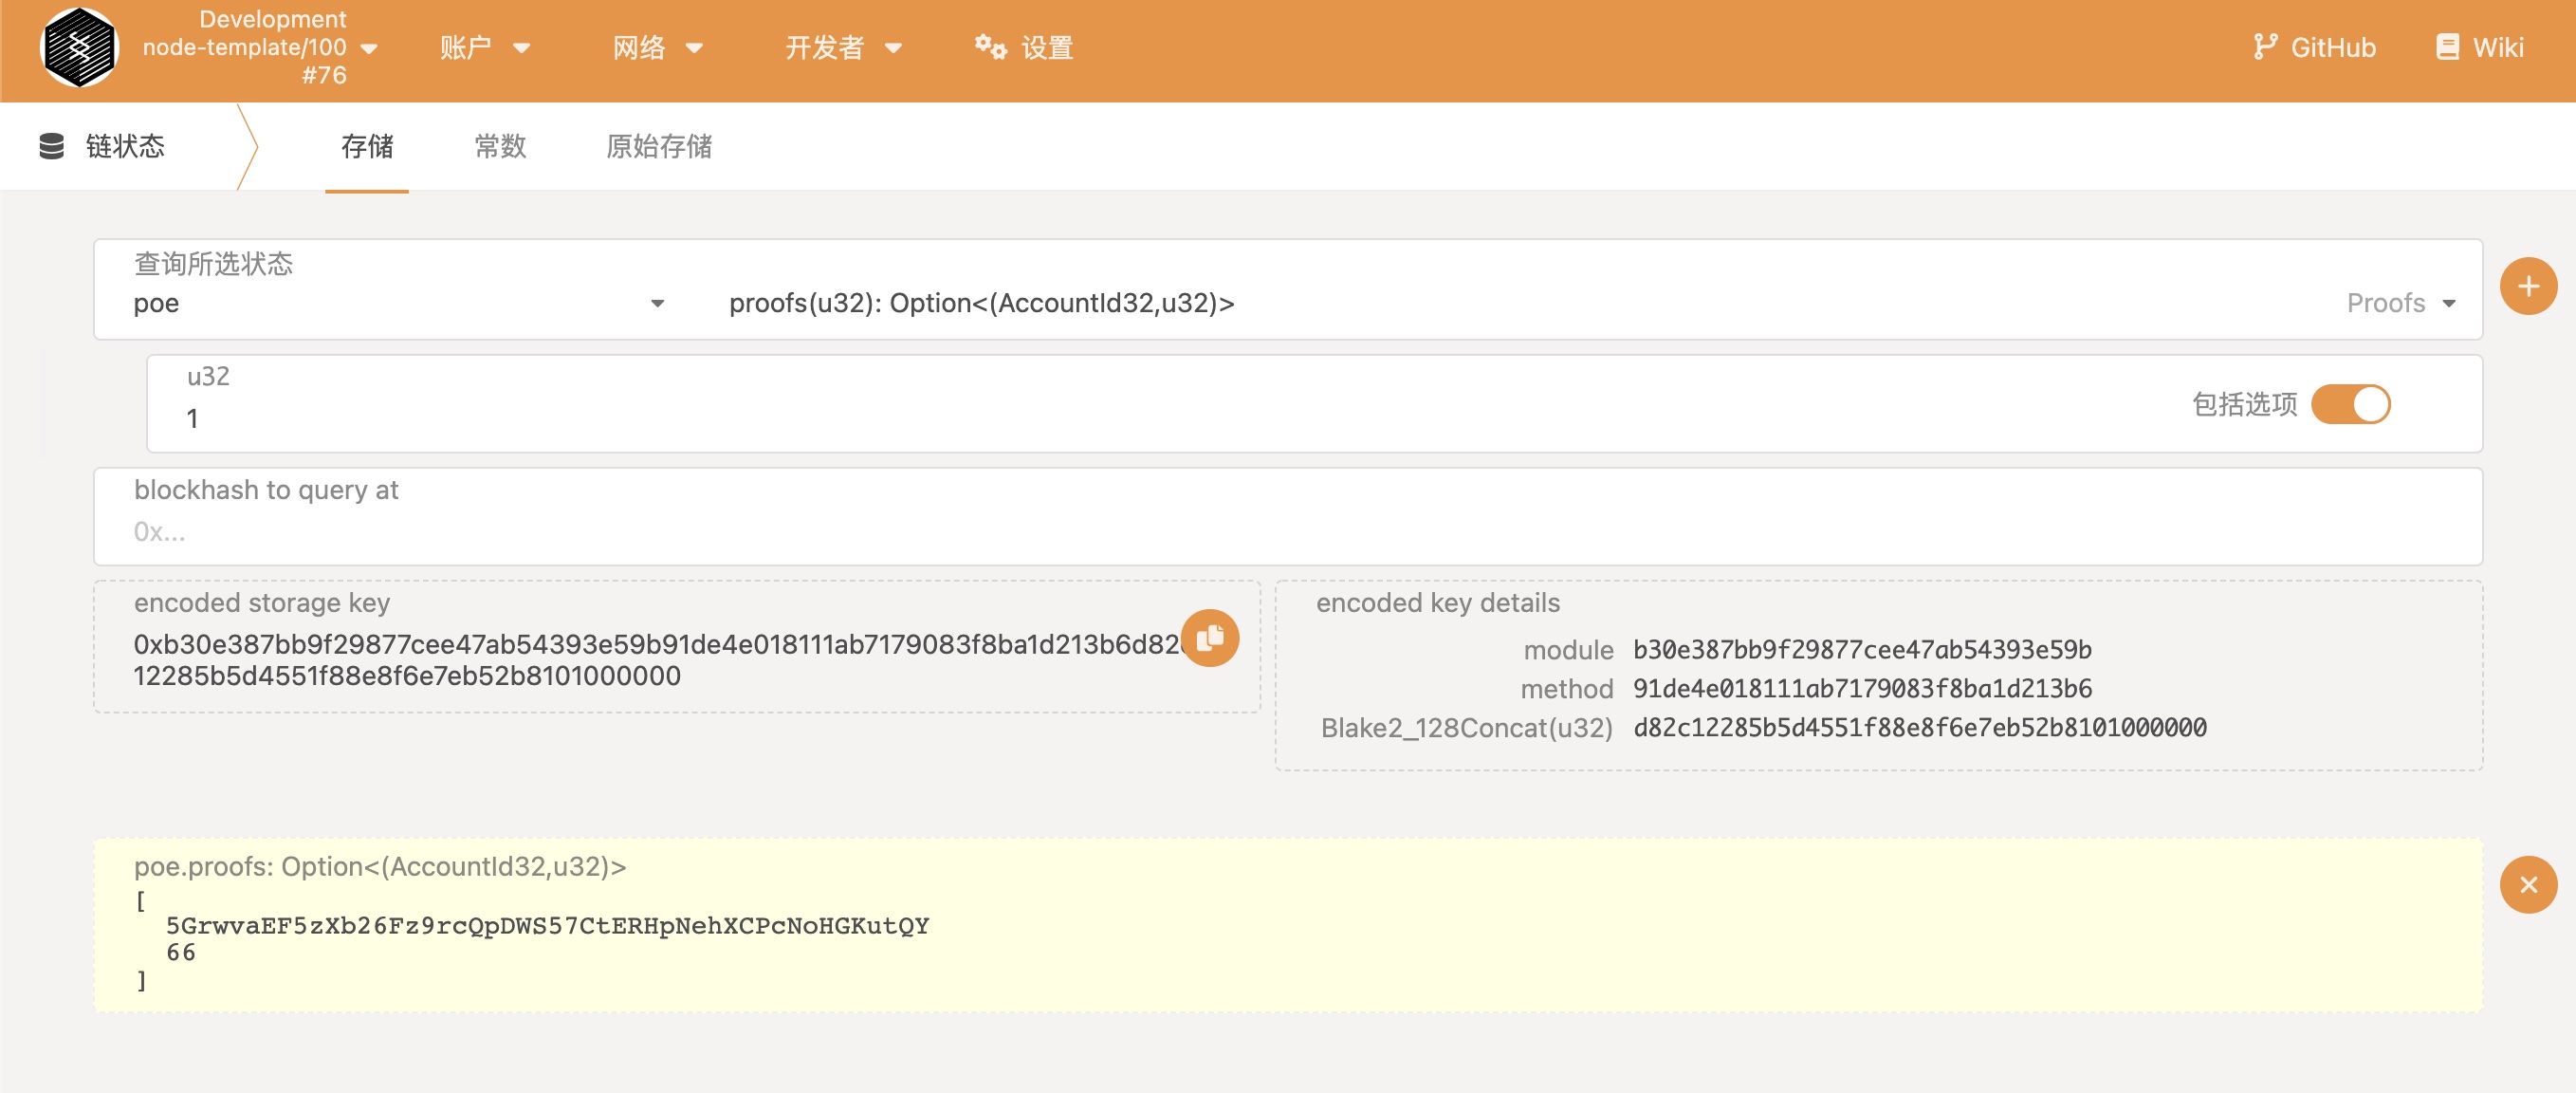 Development
node-template/100
#76
账户
网络
开发者
设置
GitHub
Wiki
链状态
存储
常数
原始存储
查询所选状态
poe
proofs(u32): Option<(AccountId32,u32)>
Proofs
u32
1
包括选项
blockhash to query at
0x...
encoded storage key
0xb30e387bb9f29877cee47ab54393e59b91de4e018111ab7179083f8ba1d213b6d82
12285b5d4551f88e8f6e7eb52b8101000000
encoded key details
module b30e387bb9f29877cee47ab54393e59b
method 91de4e018111ab7179083f8ba1d213b6
Blake2_128Concat(u32) d82c12285b5d4551f88e8f6e7eb52b8101000000
poe.proofs: Option<(AccountId32,u32)>
[
5GrwvaEF5zXb26Fz9rcQpDWS57CtERHpNehXCPcNoHGKutQY
66
]